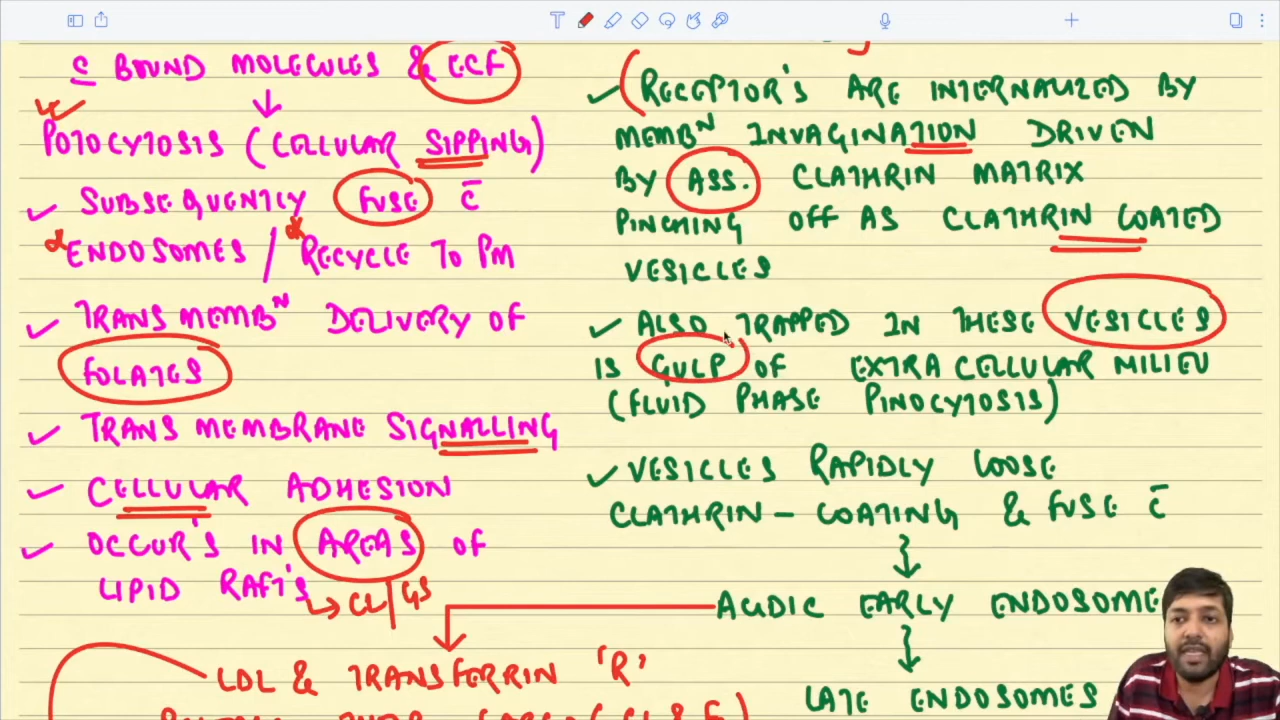 c̄ BOUND MOLECULES & ECF
POTOCYTOSIS (CELLULAR SIPPING)
SUBSEQUENTLY FUSE c̄
ENDOSOMES / RECYCLE TO PM
TRANS MEMBᴺ DELIVERY OF
FOLATES
TRANS MEMBRANE SIGNALLING
CELLULAR ADHESION
OCCUR'S IN AREAS OF
LIPID RAFT'S → CL/GS
LDL & TRANSFERRIN 'R'
RECEPTOR'S ARE INTERNALIZED BY
MEMBᴺ INVAGINATION DRIVEN
BY ASS. CLATHRIN MATRIX
PINCHING OFF AS CLATHRIN COATED
VESICLES
ALSO TRAPPED IN THESE VESICLES
IS GULP OF EXTRACELLULAR MILIEU
(FLUID PHASE PINOCYTOSIS)
VESICLES RAPIDLY LOOSE
CLATHRIN - COATING & FUSE c̄
ACIDIC EARLY ENDOSOME
LATE ENDOSOMES